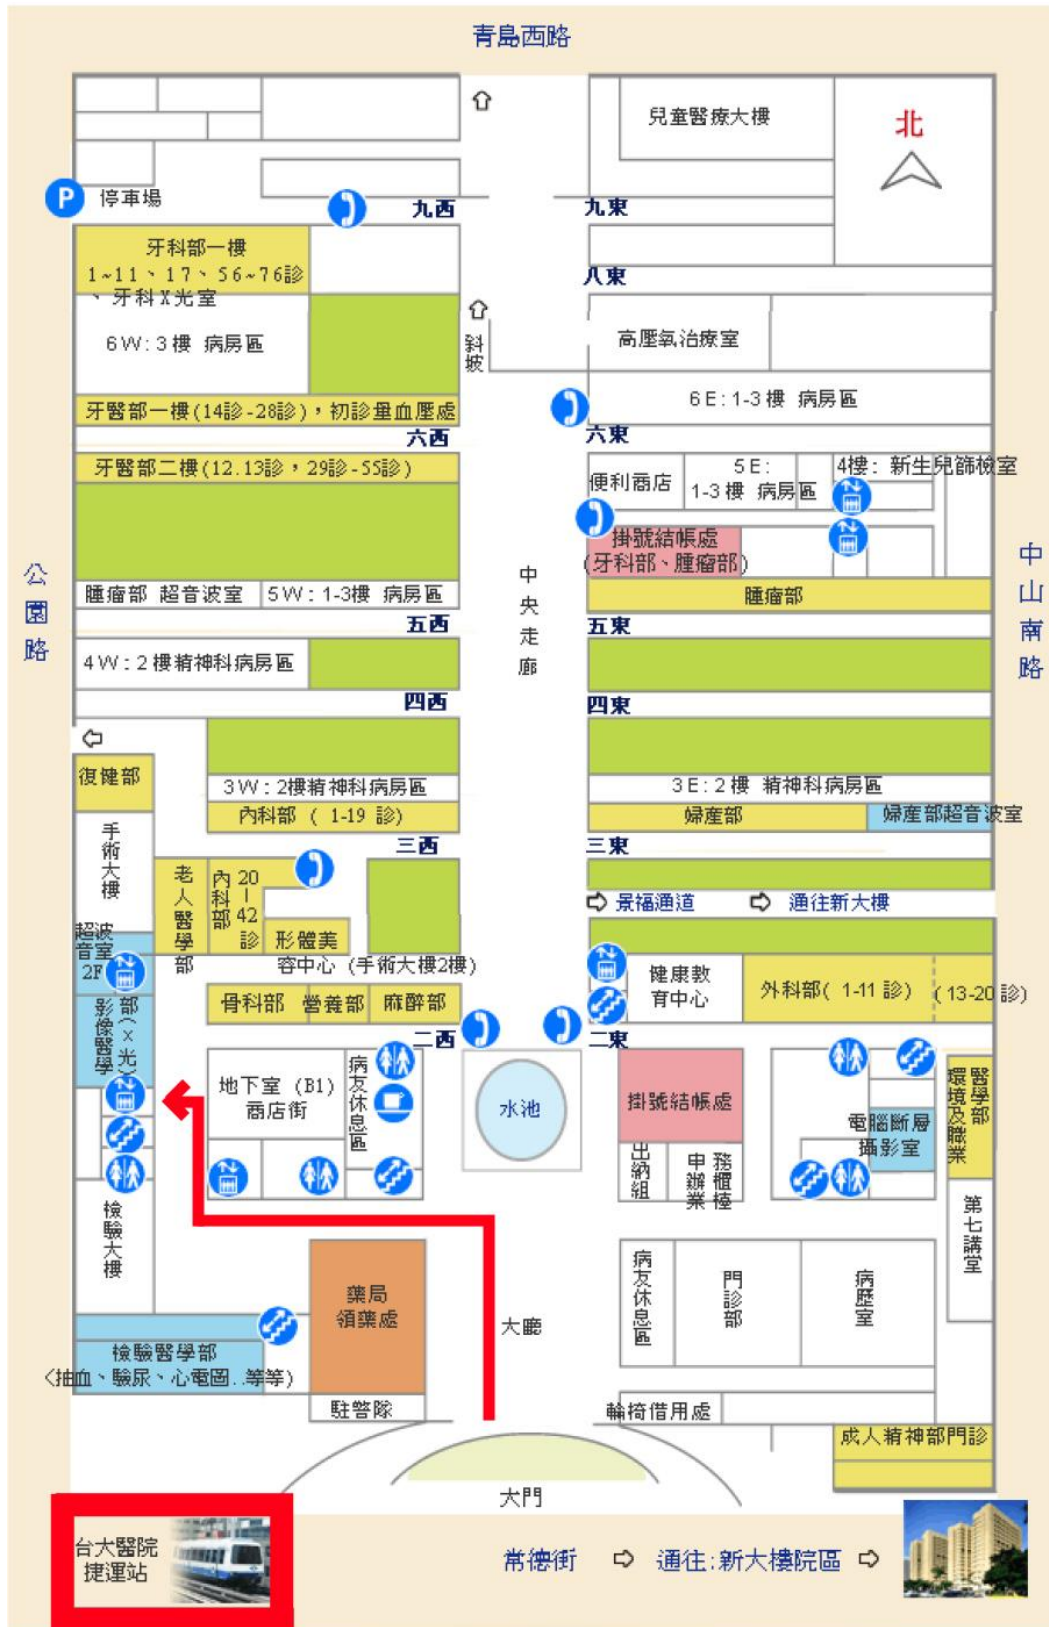 青島西路
兒童醫療大樓
北
P 停車場
九西
九東
牙科部一樓
1~11、17、56~76診
、牙科X光室
八東
6W:3樓 病房區
斜坡
高壓氧治療室
6E:1-3樓 病房區
牙醫部一樓(14診-28診),初診量血壓處
六西
六東
牙醫部二樓(12.13診,29診-55診)
便利商店
5E:
1-3樓 病房區
4樓: 新生兒篩檢室
掛號結帳處
(牙科部、腫瘤部)
公園路
中央走廊
中山南路
腫瘤部 超音波室
5W:1-3樓 病房區
腫瘤部
五西
五東
4W:2樓精神科病房區
四西
四東
復健部
3W:2樓精神科病房區
3E:2樓 精神科病房區
內科部 ( 1-19 診)
婦產部
婦產部超音波室
手術大樓
三西
三東
老人醫學部
內科部
20-42診
景福通道
通往新大樓
超音波室
2F
形體美
容中心 (手術大樓2樓)
健康教
育中心
外科部( 1-11 診)
(13-20 診)
影像醫學部(X光)
骨科部
營養部
麻醉部
二西
二東
地下室 (B1)
商店街
病友休息區
水池
掛號結帳處
電腦斷層
攝影室
環境及職業醫學部
出納組
申辦業務櫃檯
檢驗大樓
第七講堂
藥局
領藥處
大廳
病友休息區
門診部
病歷室
檢驗醫學部
<抽血、驗尿、心電圖..等等)
駐警隊
輪椅借用處
成人精神部門診
大門
台大醫院
捷運站
常德街
通往:新大樓院區